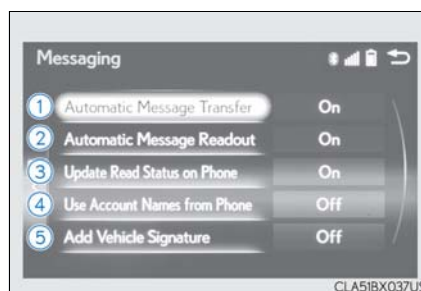 Messaging
1 Automatic Message Transfer On
2 Automatic Message Readout On
3 Update Read Status on Phone On
4 Use Account Names from Phone Off
5 Add Vehicle Signature Off
CLA51BX037US